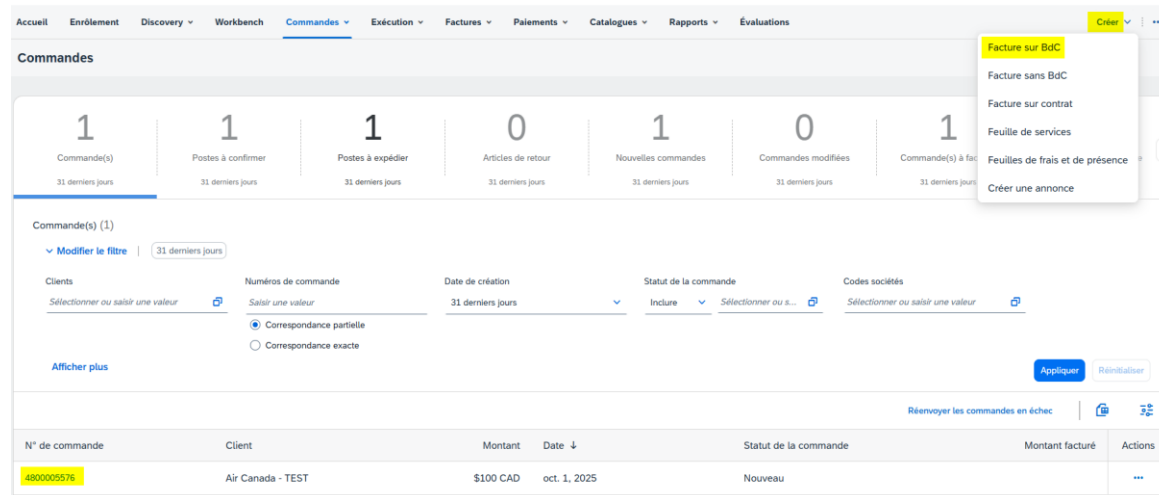 Accueil Enrôlement Discovery Workbench Commandes Exécution Factures Paiements Catalogues Rapports Évaluations Créer
Commandes
Facture sur BdC
Facture sans BdC
Facture sur contrat
Feuille de services
Feuilles de frais et de présence
Créer une annonce
1 1 1 0 1 0 1
Commande(s) Postes à confirmer Postes à expédier Articles de retour Nouvelles commandes Commandes modifiées Commande(s) à fac
31 derniers jours 31 derniers jours 31 derniers jours 31 derniers jours 31 derniers jours 31 derniers jours 31 derniers jours
Commande(s) (1)
Modifier le filtre 31 derniers jours
Clients Numéros de commande Date de création Statut de la commande Codes sociétés
Sélectionner ou saisir une valeur Saisir une valeur 31 derniers jours Inclure Sélectionner ou s... Sélectionner ou saisir une valeur
Correspondance partielle
Correspondance exacte
Afficher plus Appliquer Réinitialiser
Réenvoyer les commandes en échec
N° de commande Client Montant Date ↓ Statut de la commande Montant facturé Actions
4800005576 Air Canada - TEST $100 CAD oct. 1, 2025 Nouveau ...